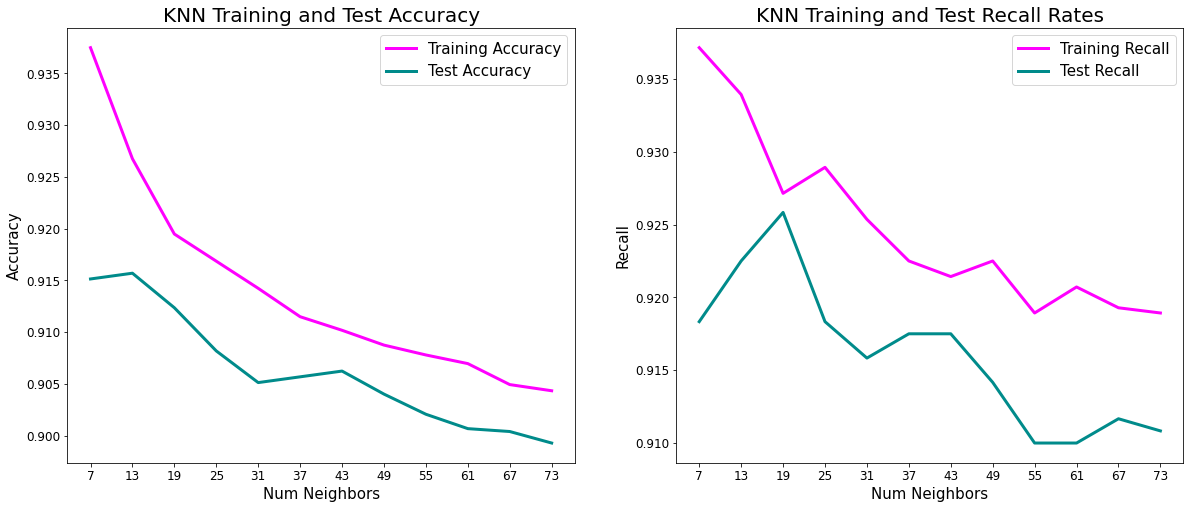 KNN Training and Test Accuracy
Training Accuracy
Test Accuracy
0.935
0.930
0.925
0.920
0.915
0.910
0.905
0.900
Accuracy
7 13 19 25 31 37 43 49 55 61 67 73
Num Neighbors
KNN Training and Test Recall Rates
Training Recall
Test Recall
0.935
0.930
0.925
0.920
0.915
0.910
Recall
7 13 19 25 31 37 43 49 55 61 67 73
Num Neighbors